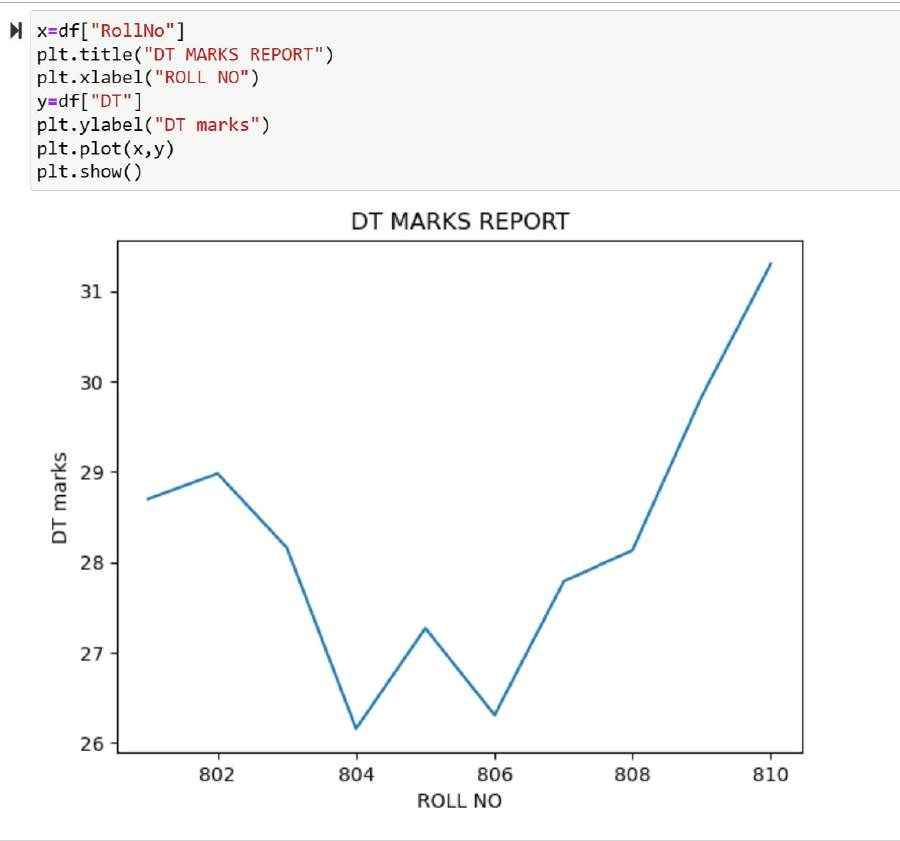 x=df["RollNo"]
plt.title("DT MARKS REPORT")
plt.xlabel("ROLL NO")
y=df["DT"]
plt.ylabel("DT marks")
plt.plot(x,y)
plt.show()
DT MARKS REPORT
31
30
29
28
27
26
DT marks
802 804 806 808 810
ROLL NO